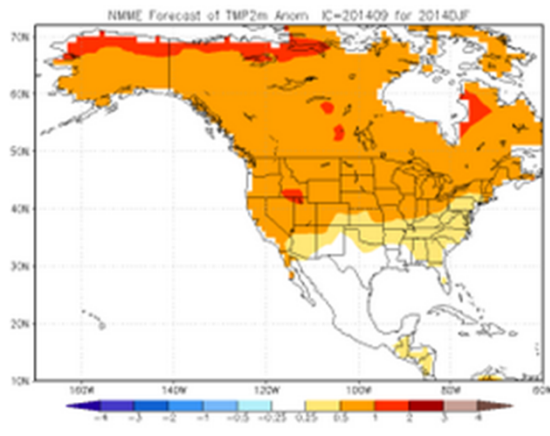 NMME Forecast of TMP2m Anom IC=201409 for 2014DJF
70N
60N
50N
40N
30N
20N
10N
160W 140W 120W 100W 80W 60W
-4 -3 -2 -1 -0.5 -0.25 0.25 0.5 1 2 3 4